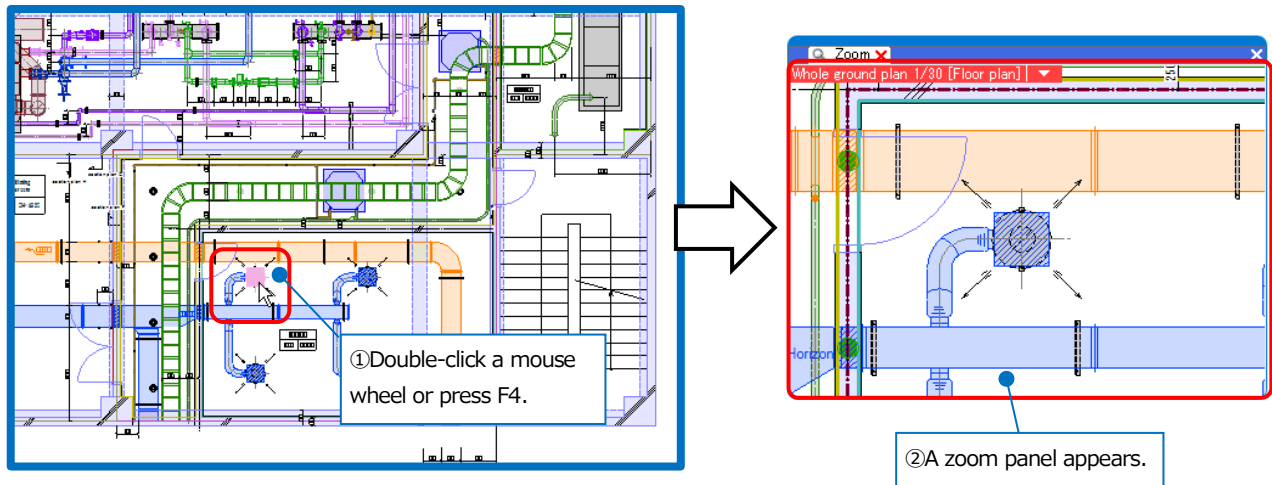 ①Double-click a mouse
wheel or press F4.
Zoom
Whole ground plan 1/30 [Floor plan]
250
Horizon
②A zoom panel appears.